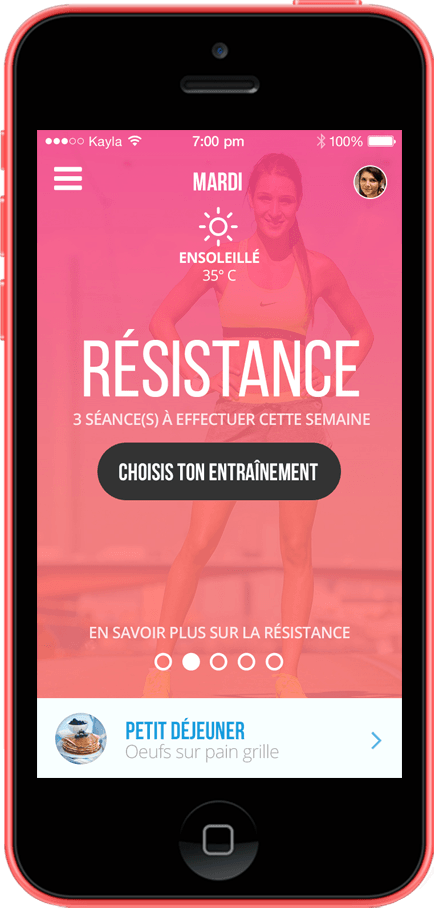 Kayla 7:00 pm 100%
MARDI
ENSOLEILLÉ
35° C
RÉSISTANCE
3 SÉANCE(S) À EFFECTUER CETTE SEMAINE
CHOISIS TON ENTRAÎNEMENT
EN SAVOIR PLUS SUR LA RÉSISTANCE
PETIT DÉJEUNER
Oeufs sur pain grille